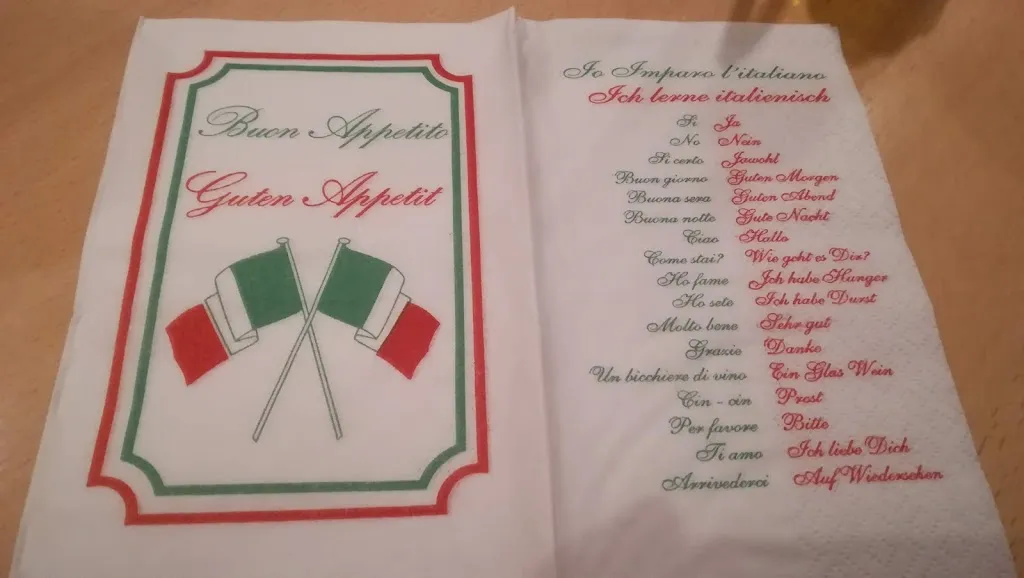 Buon Appetito
Guten Appetit
Io Imparo l'italiano
Ich lerne italienisch
Si Ja
No Nein
Si certo Jawohl
Buon giorno Guten Morgen
Buona sera Guten Abend
Buona notte Gute Nacht
Ciao Hallo
Come stai? Wie geht es Dir?
Ho fame Ich habe Hunger
Ho sete Ich habe Durst
Molto bene Sehr gut
Grazie Danke
Un bicchiere di vino Ein Glas Wein
Cin - cin Prost
Per favore Bitte
Ti amo Ich liebe Dich
Arrivederci Auf Wiedersehen